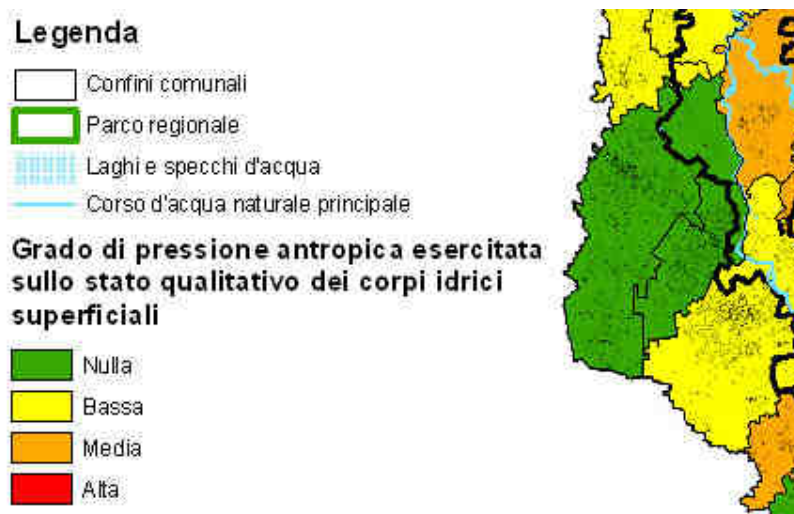 Legenda
Confini comunali
Parco regionale
Laghi e specchi d'acqua
Corso d'acqua naturale principale
Grado di pressione antropica esercitata
sullo stato qualitativo dei corpi idrici
superficiali
Nulla
Bassa
Media
Alta